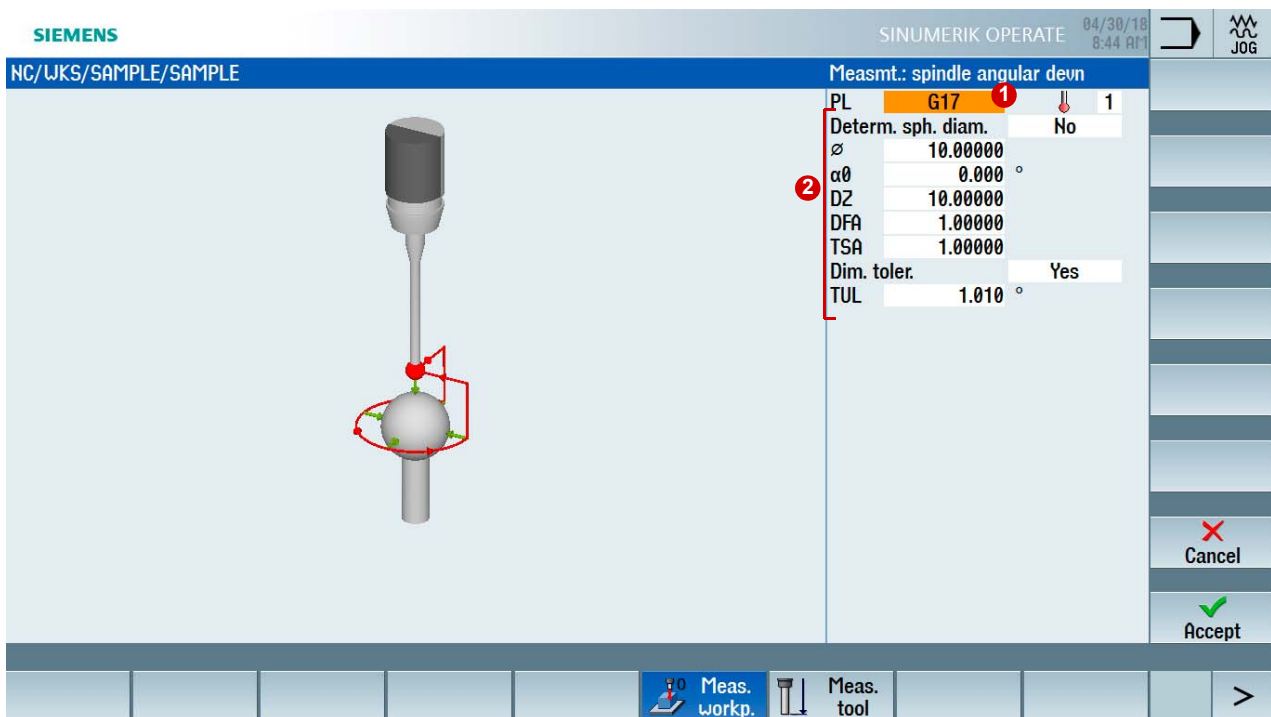 SIEMENS
SINUMERIK OPERATE
04/30/18
8:44 AM
JOG
NC/WKS/SAMPLE/SAMPLE
Measmt.: spindle angular devn
PL G17 1 1
Determ. sph. diam. No
2
ø 10.00000
α0 0.000 °
DZ 10.00000
DFA 1.00000
TSA 1.00000
Dim. toler. Yes
TUL 1.010 °
Cancel
Accept
Meas.
workp.
Meas.
tool
>